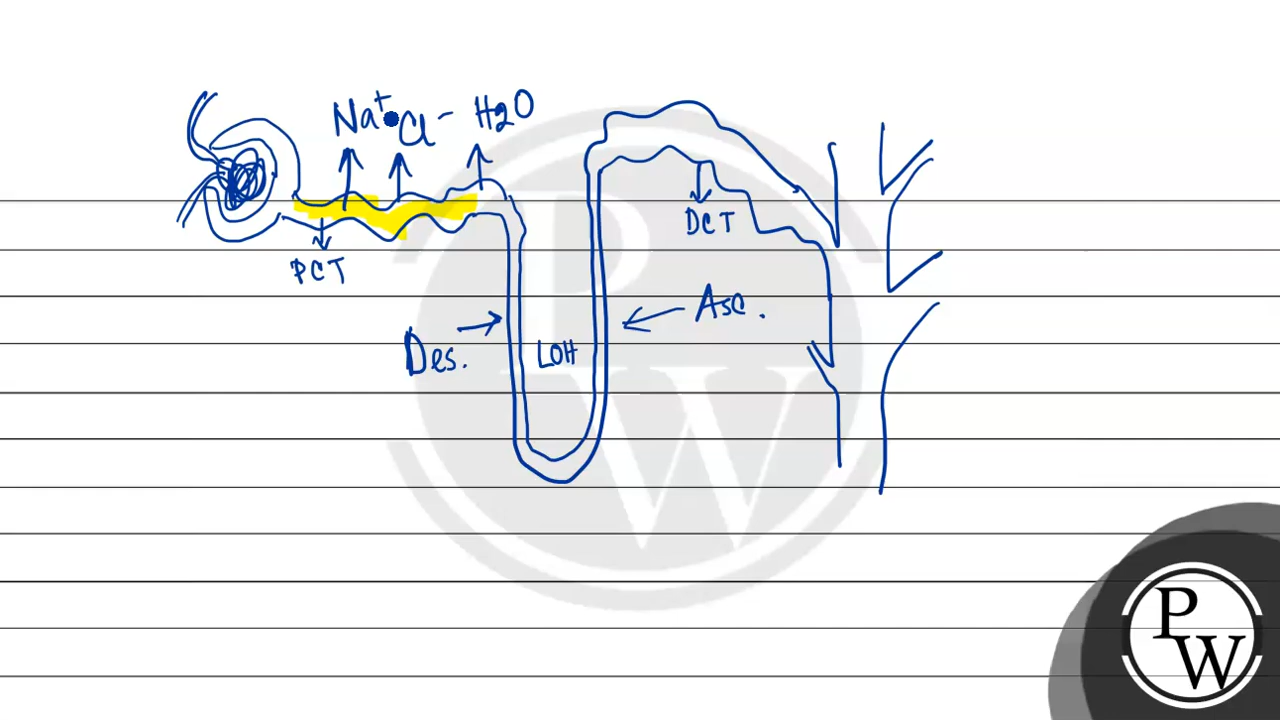 Na+ Cl- H2O
PCT
DCT
Des.
LOH
Asc.
P
W
PW